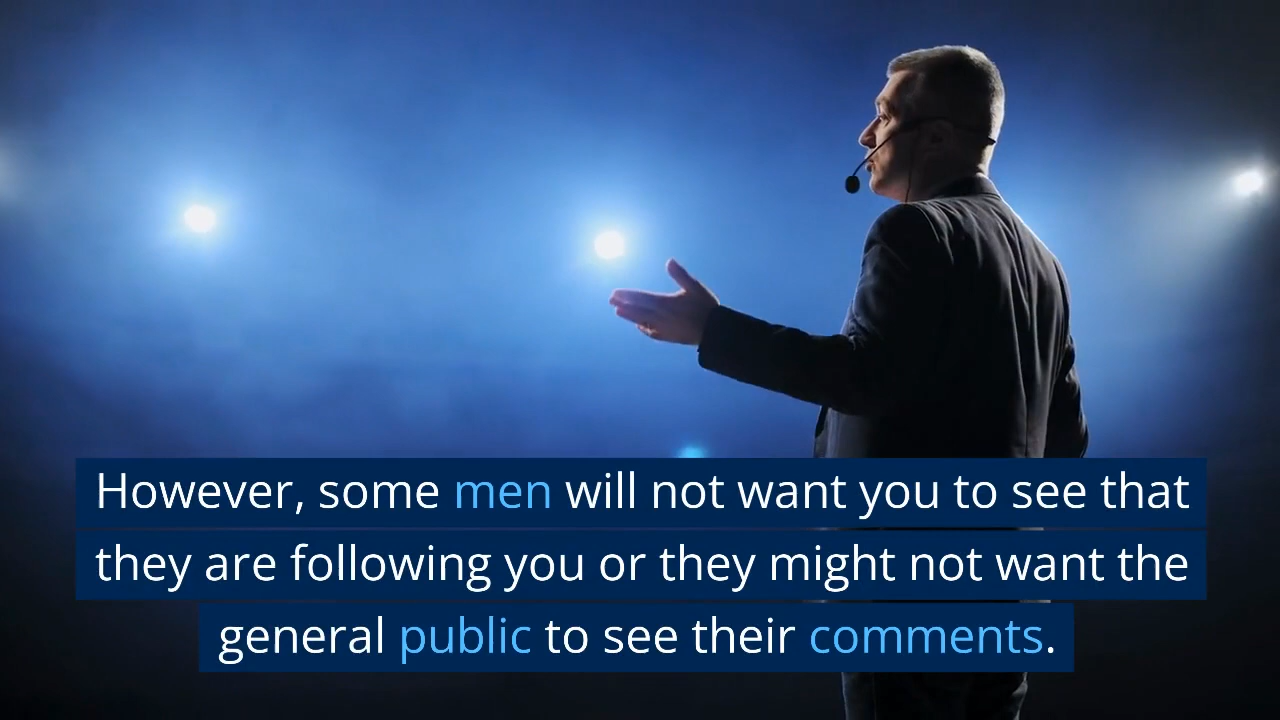 However, some men will not want you to see that
they are following you or they might not want the
general public to see their comments.